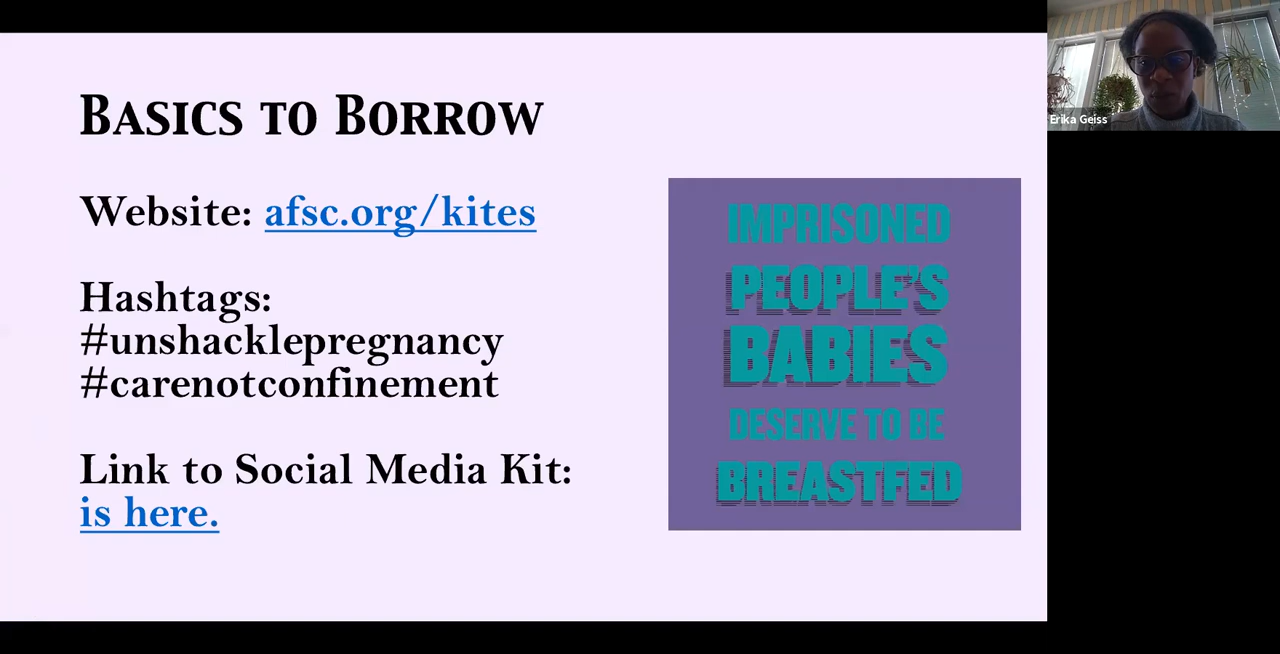 BASICS TO BORROW
Website: afsc.org/kites
Hashtags:
#unshacklepregnancy
#carenotconfinement
Link to Social Media Kit:
is here.
IMPRISONED
PEOPLE'S
BABIES
DESERVE TO BE
BREASTFED
Erika Geiss